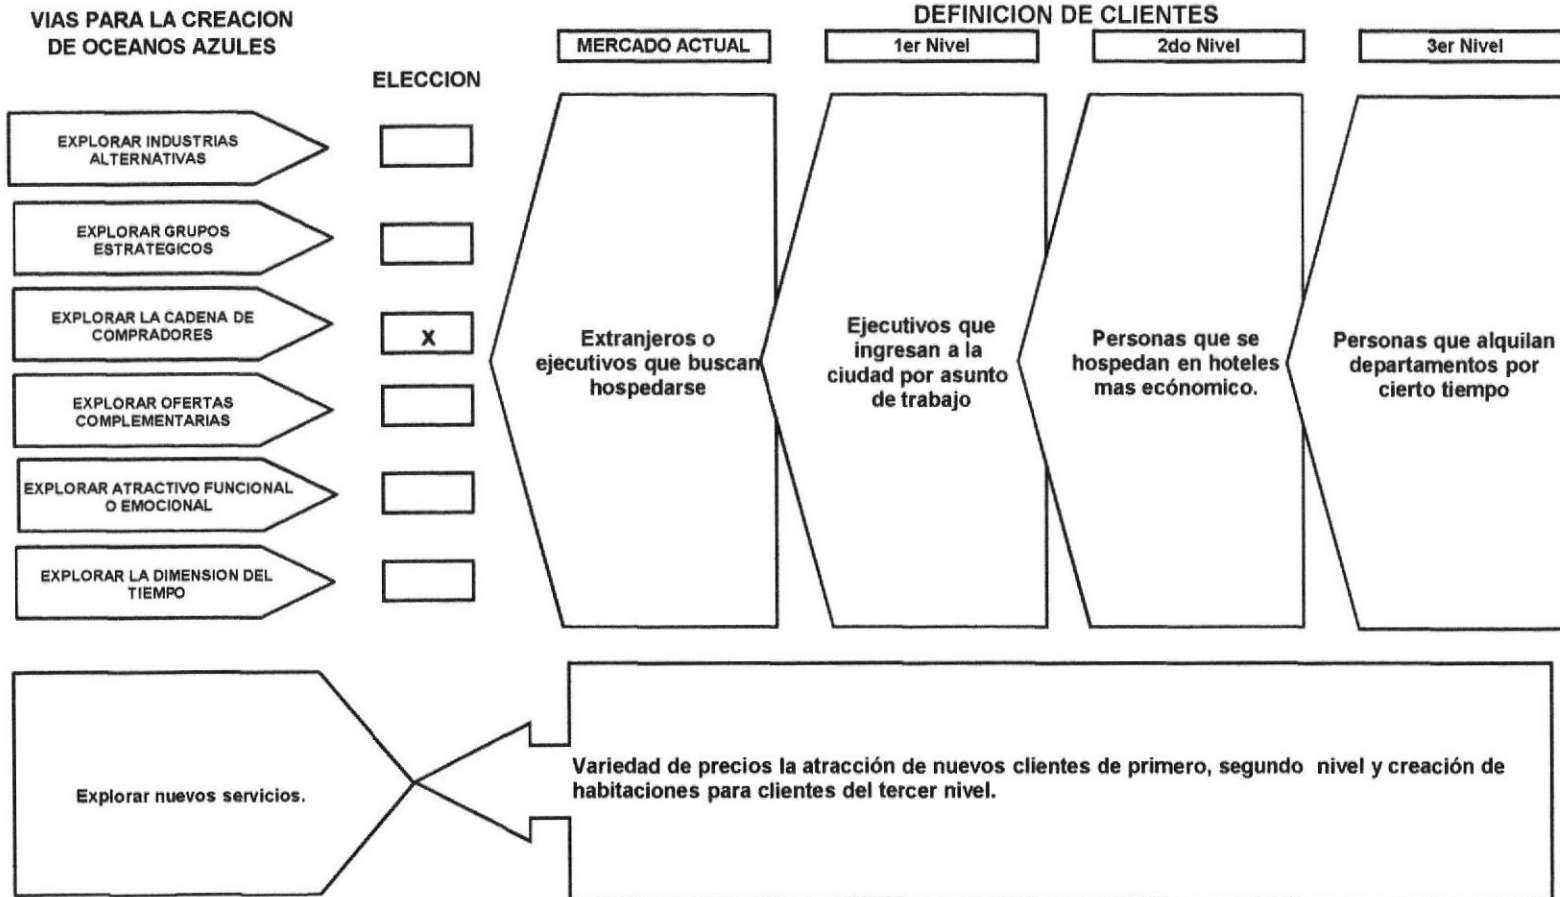 VIAS PARA LA CREACION
DE OCEANOS AZULES
ELECCION
DEFINICION DE CLIENTES
MERCADO ACTUAL
1er Nivel
2do Nivel
3er Nivel
EXPLORAR INDUSTRIAS
ALTERNATIVAS
EXPLORAR GRUPOS
ESTRATEGICOS
EXPLORAR LA CADENA DE
COMPRADORES
X
EXPLORAR OFERTAS
COMPLEMENTARIAS
EXPLORAR ATRACTIVO FUNCIONAL
O EMOCIONAL
EXPLORAR LA DIMENSION DEL
TIEMPO
Extranjeros o
ejecutivos que buscan
hospedarse
Ejecutivos que
ingresan a la
ciudad por asunto
de trabajo
Personas que se
hospedan en hoteles
mas ecónomico.
Personas que alquilan
departamentos por
cierto tiempo
Explorar nuevos servicios.
Variedad de precios la atracción de nuevos clientes de primero, segundo nivel y creación de
habitaciones para clientes del tercer nivel.